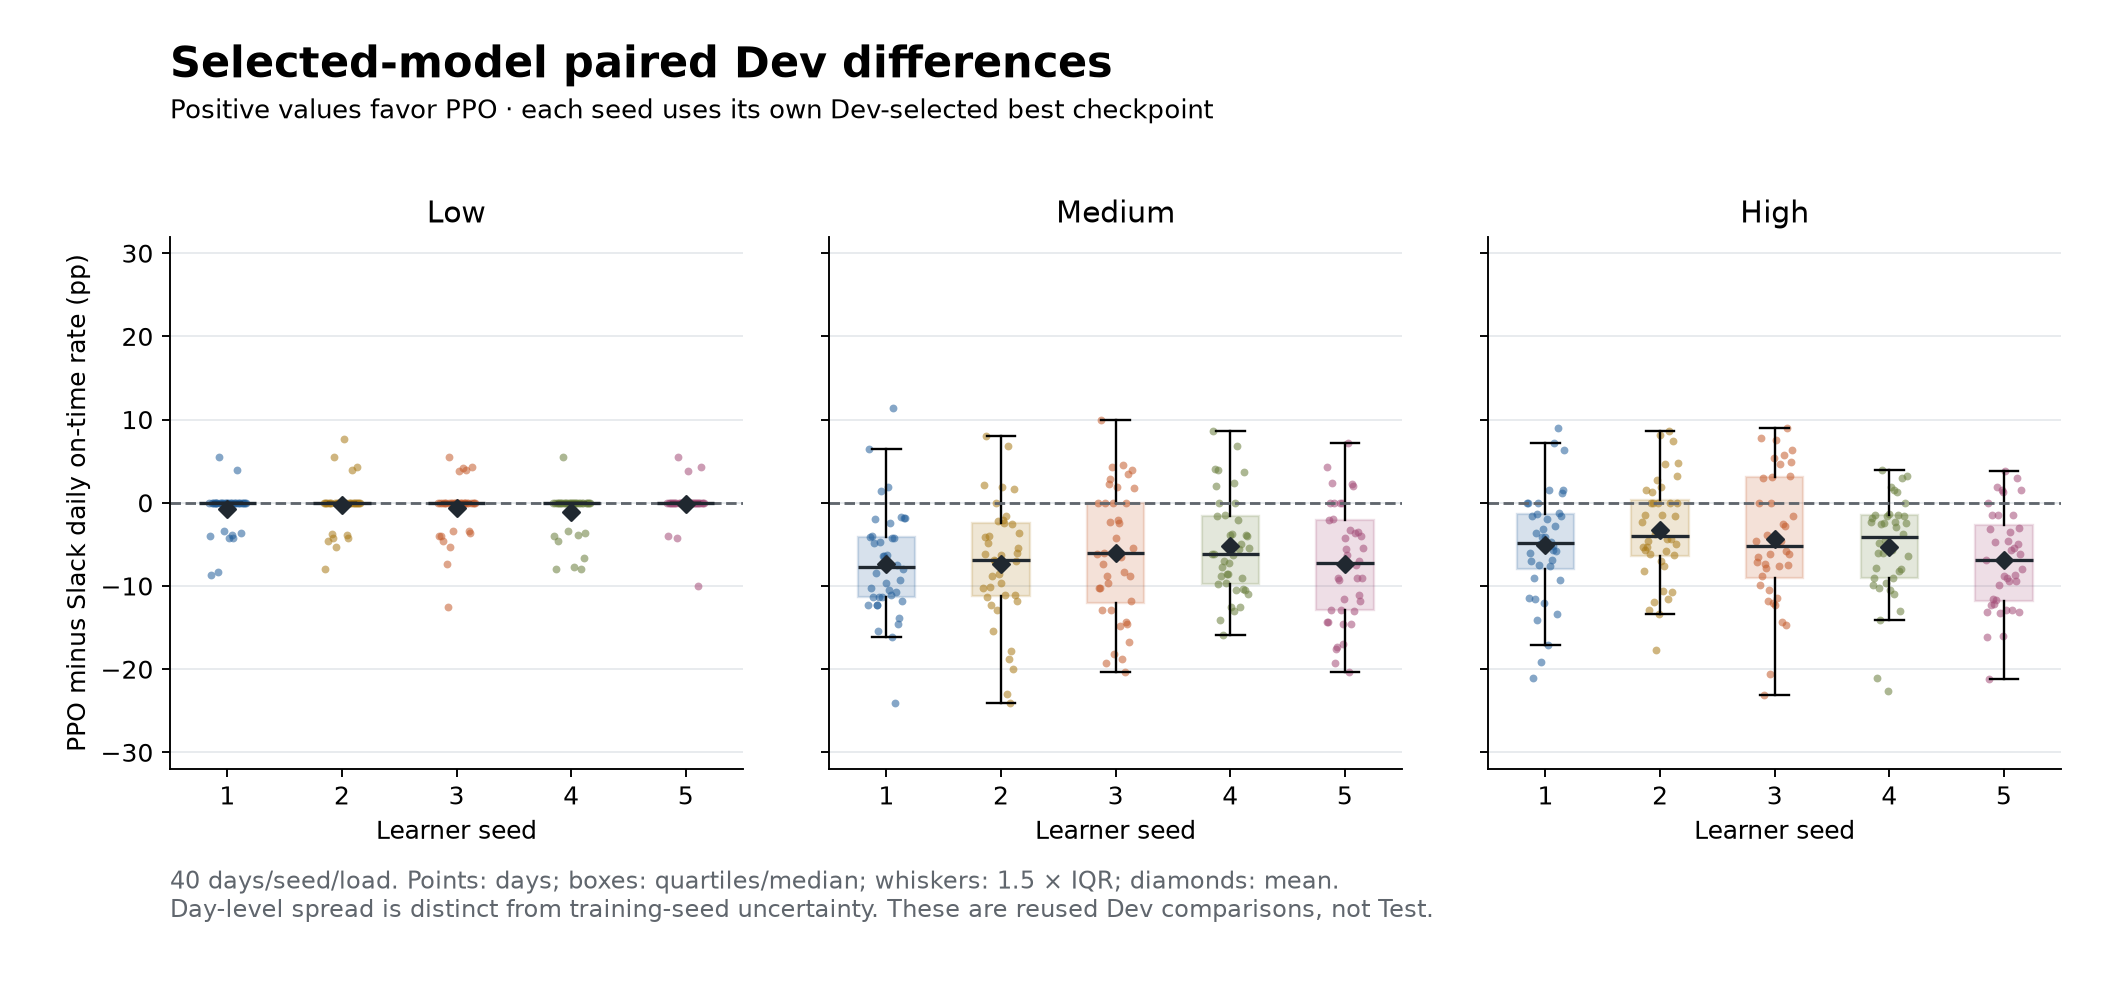 Selected-model paired Dev differences
Positive values favor PPO · each seed uses its own Dev-selected best checkpoint
Low
Medium
High
PPO minus Slack daily on-time rate (pp)
30
20
10
0
−10
−20
−30
1 2 3 4 5
1 2 3 4 5
1 2 3 4 5
Learner seed
Learner seed
Learner seed
40 days/seed/load. Points: days; boxes: quartiles/median; whiskers: 1.5 × IQR; diamonds: mean.
Day-level spread is distinct from training-seed uncertainty. These are reused Dev comparisons, not Test.